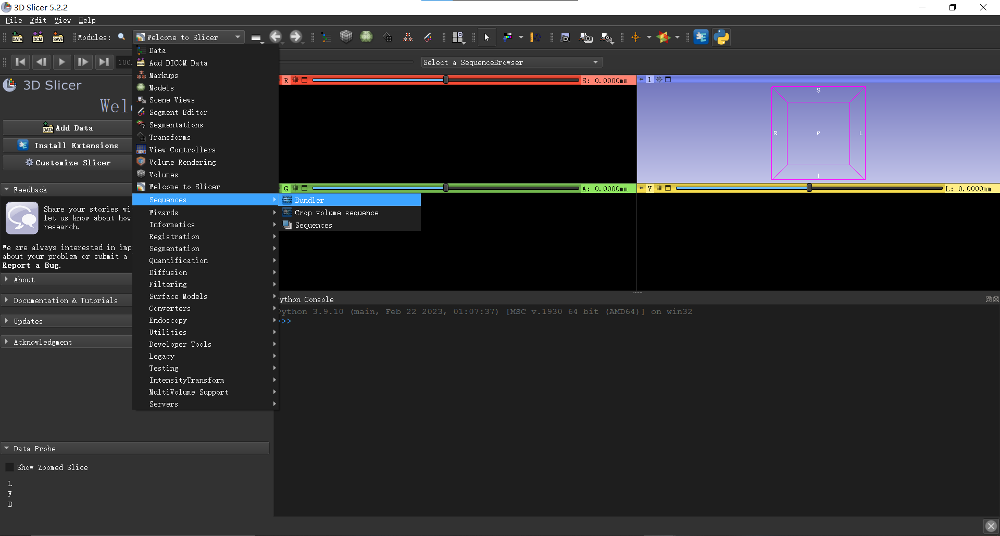 3D Slicer 5.2.2
File Edit View Help
DATA DCM SAVE Modules: Welcome to Slicer
100. Select a SequenceBrowser
3D Slicer
Welc
Add Data
Install Extensions
Customize Slicer
Feedback
Share your stories wi
let us know about how
research.
We are always interested in imp
about your problem or submit a
Report a Bug.
About
Documentation & Tutorials
Updates
Acknowledgment
Data Probe
Show Zoomed Slice
L
F
B
Data
Add DICOM Data
Markups
Models
Scene Views
Segment Editor
Segmentations
Transforms
View Controllers
Volume Rendering
Volumes
Welcome to Slicer
Sequences
Wizards
Informatics
Registration
Segmentation
Quantification
Diffusion
Filtering
Surface Models
Converters
Endoscopy
Utilities
Developer Tools
Legacy
Testing
IntensityTransform
MultiVolume Support
Servers
Bundler
Crop volume sequence
Sequences
R S: 0.0000mm
1
S
R P L
I
G A: 0.0000mm
Y L: 0.0000mm
ython Console
Python 3.9.10 (main, Feb 22 2023, 01:07:37) [MSC v.1930 64 bit (AMD64)] on win32
>>>